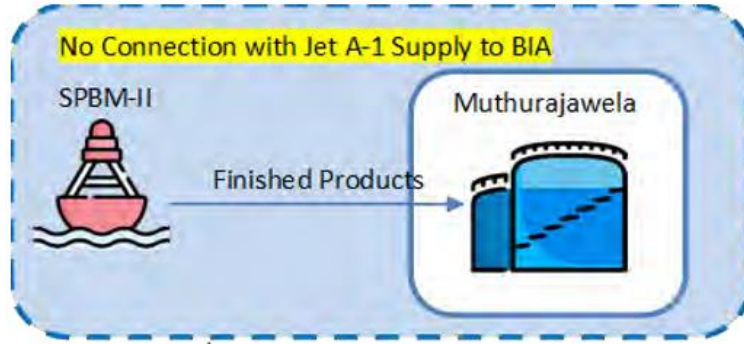 No Connection with Jet A-1 Supply to BIA
SPBM-II
Muthurajawela
Finished Products